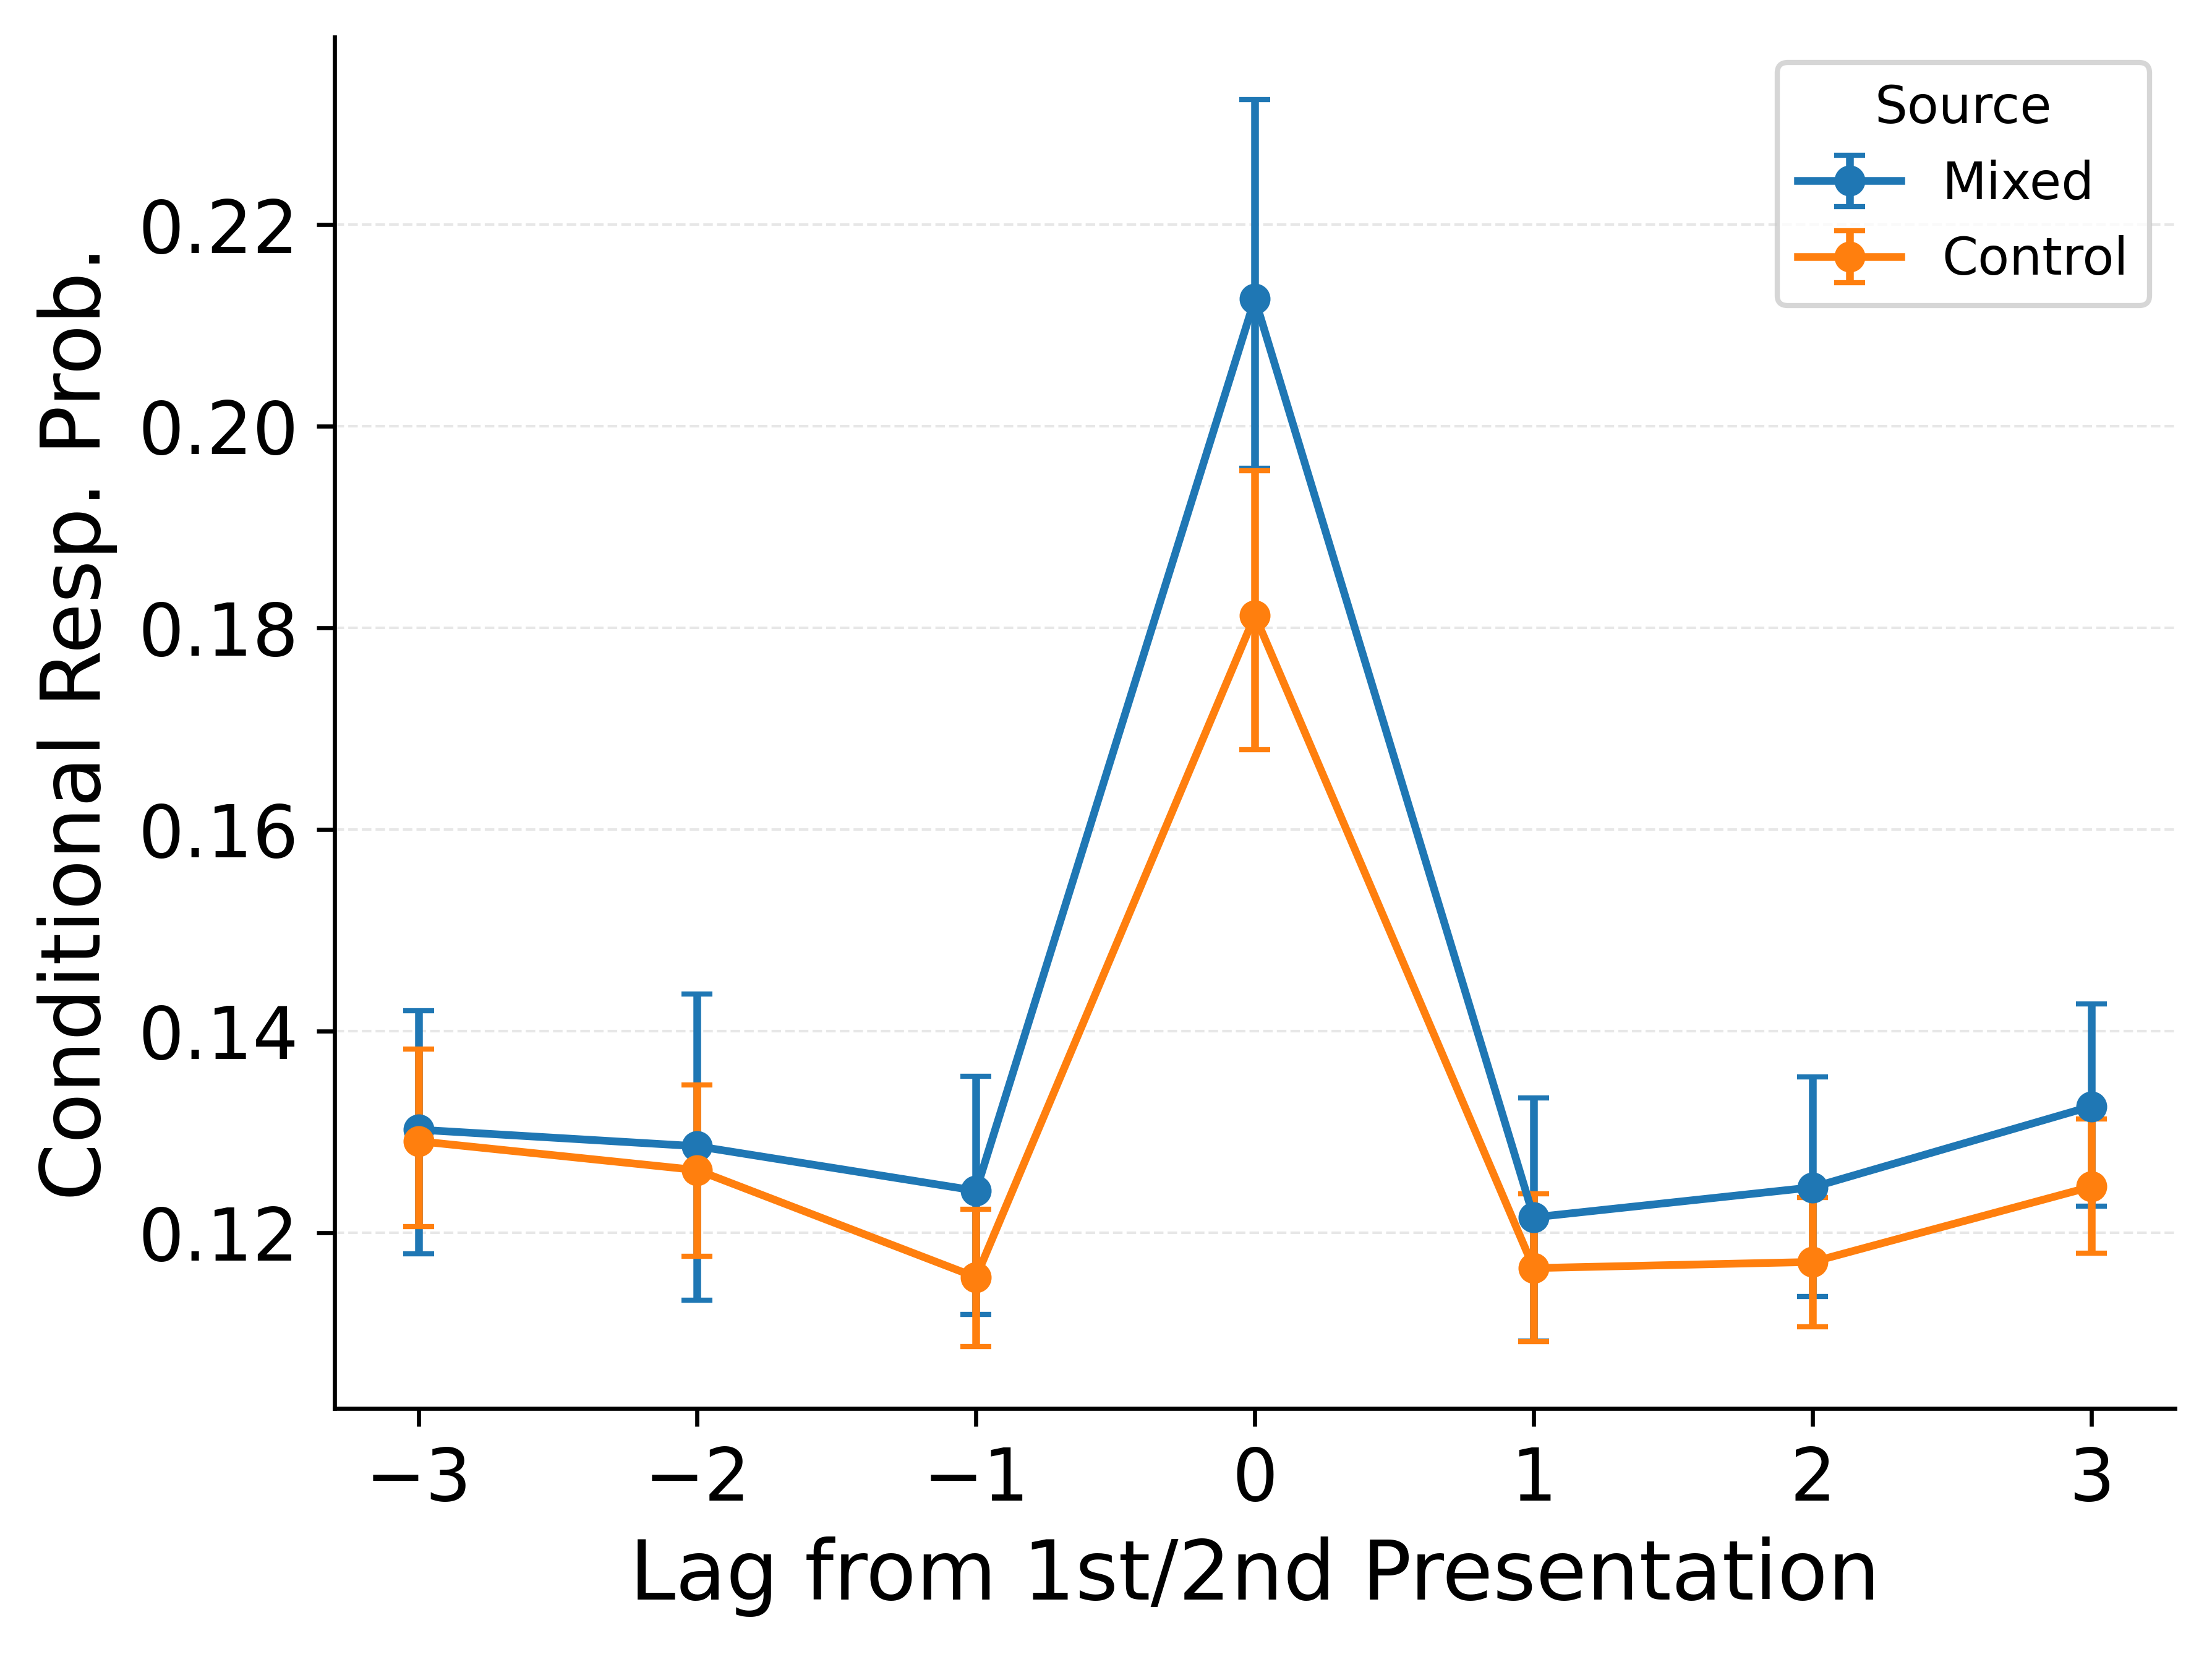 Source
Mixed
Control
Conditional Resp. Prob.
0.22
0.20
0.18
0.16
0.14
0.12
−3 −2 −1 0 1 2 3
Lag from 1st/2nd Presentation